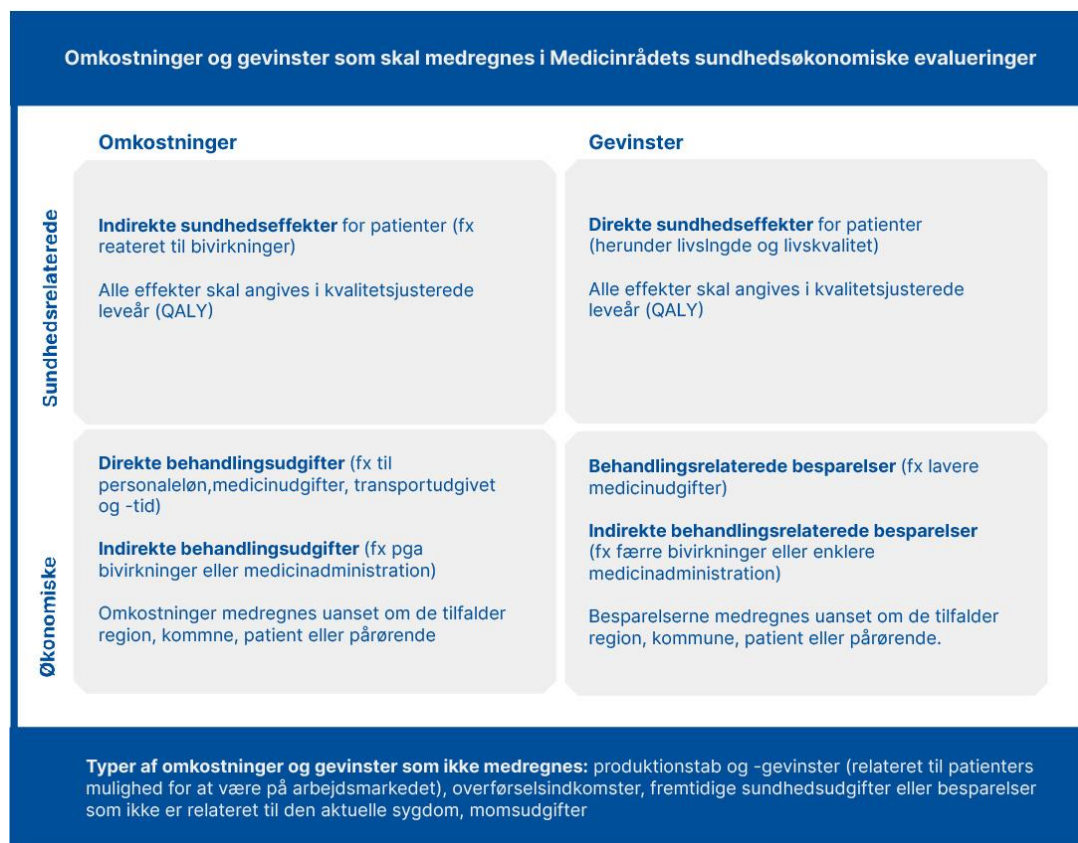 Omkostninger og gevinster som skal medregnes i Medicinrådets sundhedsøkonomiske evalueringer
Omkostninger
Gevinster
Sundhedsrelaterede
Indirekte sundhedseffekter for patienter (fx
reateret til bivirkninger)
Alle effekter skal angives i kvalitetsjusterede
leveår (QALY)
Direkte sundhedseffekter for patienter
(herunder livslngde og livskvalitet)
Alle effekter skal angives i kvalitetsjusterede
leveår (QALY)
Økonomiske
Direkte behandlingsudgifter (fx til
personaleløn,medicinudgifter, transportudgivet
og -tid)
Indirekte behandlingsudgifter (fx pga
bivirkninger eller medicinadministration)
Omkostninger medregnes uanset om de tilfalder
region, kommne, patient eller pårørende
Behandlingsrelaterede besparelser (fx lavere
medicinudgifter)
Indirekte behandlingsrelaterede besparelser
(fx færre bivirkninger eller enklere
medicinadministration)
Besparelserne medregnes uanset om de tilfalder
region, kommune, patient eller pårørende.
Typer af omkostninger og gevinster som ikke medregnes: produktionstab og -gevinster (relateret til patienters
mulighed for at være på arbejdsmarkedet), overførselsindkomster, fremtidige sundhedsudgifter eller besparelser
som ikke er relateret til den aktuelle sygdom, momsudgifter